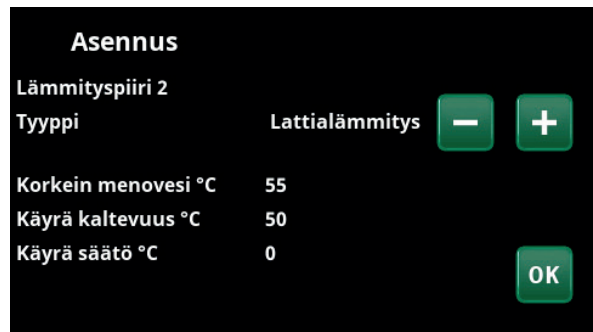 Asennus
Lämmityspiiri 2
Tyyppi Lattialämmitys − +
Korkein menovesi °C 55
Käyrä kaltevuus °C 50
Käyrä säätö °C 0
OK